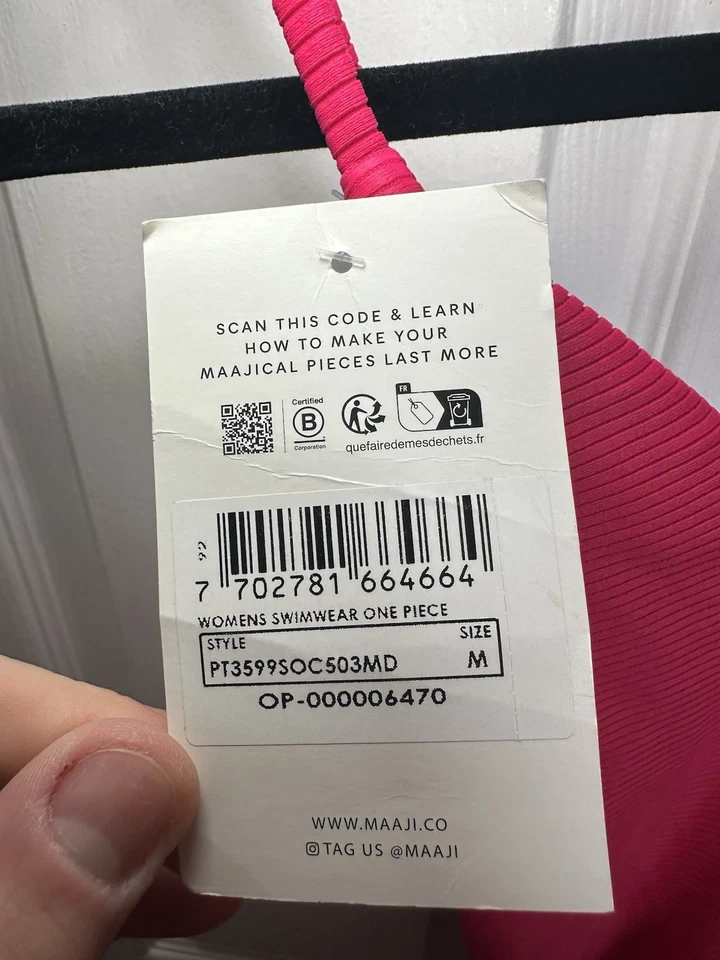 SCAN THIS CODE & LEARN
HOW TO MAKE YOUR
MAAJICAL PIECES LAST MORE
Certified
B
Corporation
FR
quefairedemesdechets.fr
22
7 702781 664664
WOMENS SWIMWEAR ONE PIECE
STYLE SIZE
PT3599SOC503MD M
OP-000006470
WWW.MAAJI.CO
TAG US @MAAJI